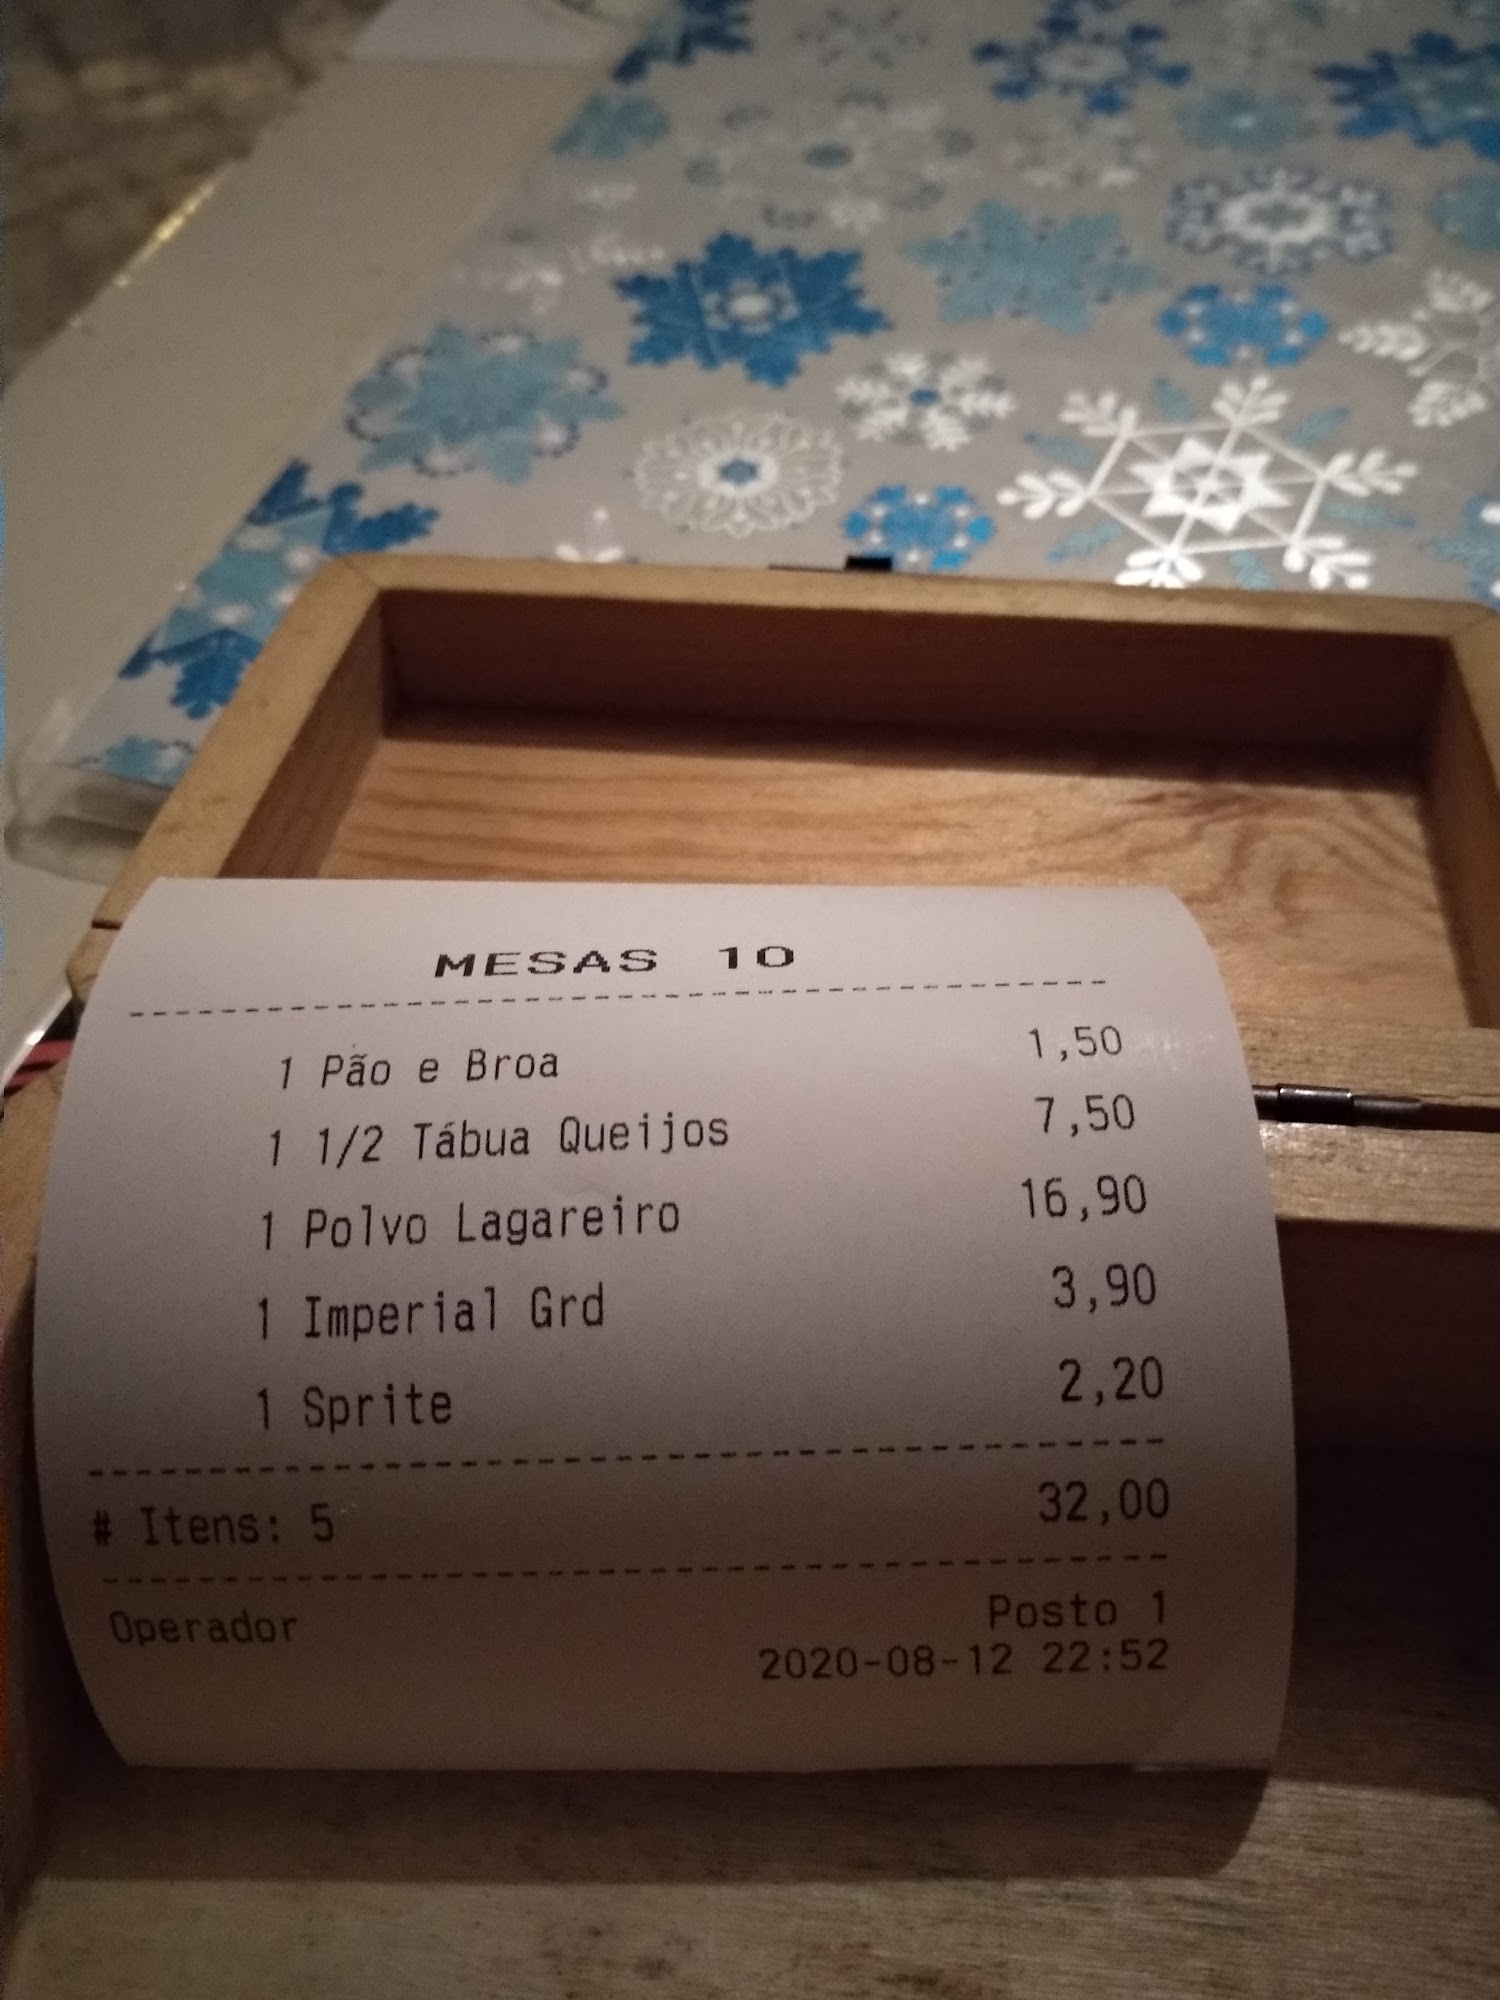 MESAS 10
1 Pão e Broa 1,50
1 1/2 Tábua Queijos 7,50
1 Polvo Lagareiro 16,90
1 Imperial Grd 3,90
1 Sprite 2,20
# Itens: 5 32,00
Operador Posto 1
2020-08-12 22:52